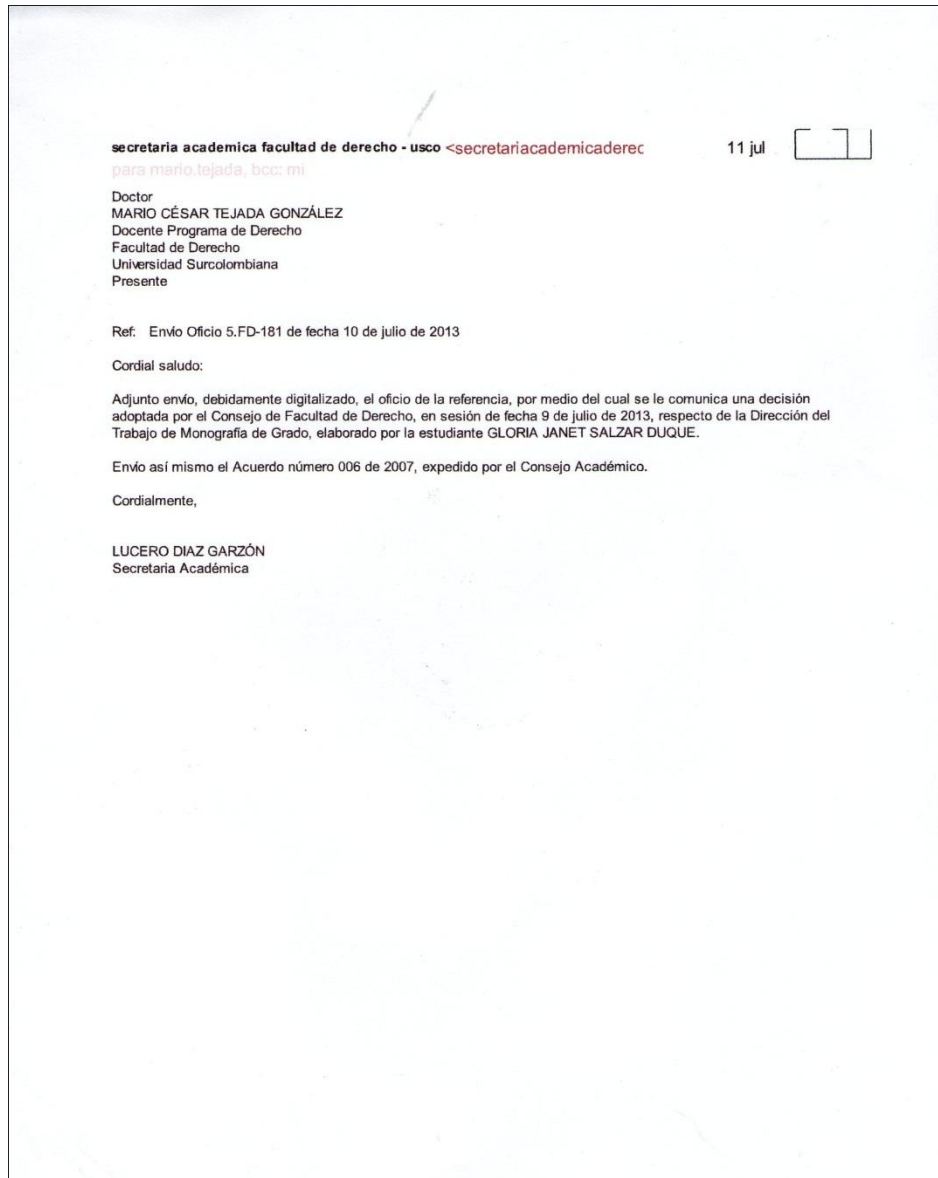 secretaria academica facultad de derecho - usco <secretariacademicaderec 11 jul
para mario.tejada, bcc: mi
Doctor
MARIO CÉSAR TEJADA GONZÁLEZ
Docente Programa de Derecho
Facultad de Derecho
Universidad Surcolombiana
Presente
Ref: Envío Oficio 5.FD-181 de fecha 10 de julio de 2013
Cordial saludo:
Adjunto envío, debidamente digitalizado, el oficio de la referencia, por medio del cual se le comunica una decisión
adoptada por el Consejo de Facultad de Derecho, en sesión de fecha 9 de julio de 2013, respecto de la Dirección del
Trabajo de Monografía de Grado, elaborado por la estudiante GLORIA JANET SALZAR DUQUE.
Envío así mismo el Acuerdo número 006 de 2007, expedido por el Consejo Académico.
Cordialmente,
LUCERO DIAZ GARZÓN
Secretaria Académica